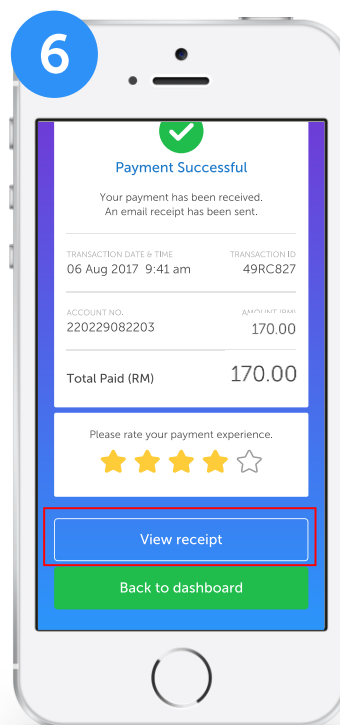 6
Payment Successful
Your payment has been received.
An email receipt has been sent.
TRANSACTION DATE & TIME TRANSACTION ID
06 Aug 2017 9:41 am 49RC827
ACCOUNT NO. AMOUNT (RM)
220229082203 170.00
Total Paid (RM) 170.00
Please rate your payment experience.
View receipt
Back to dashboard